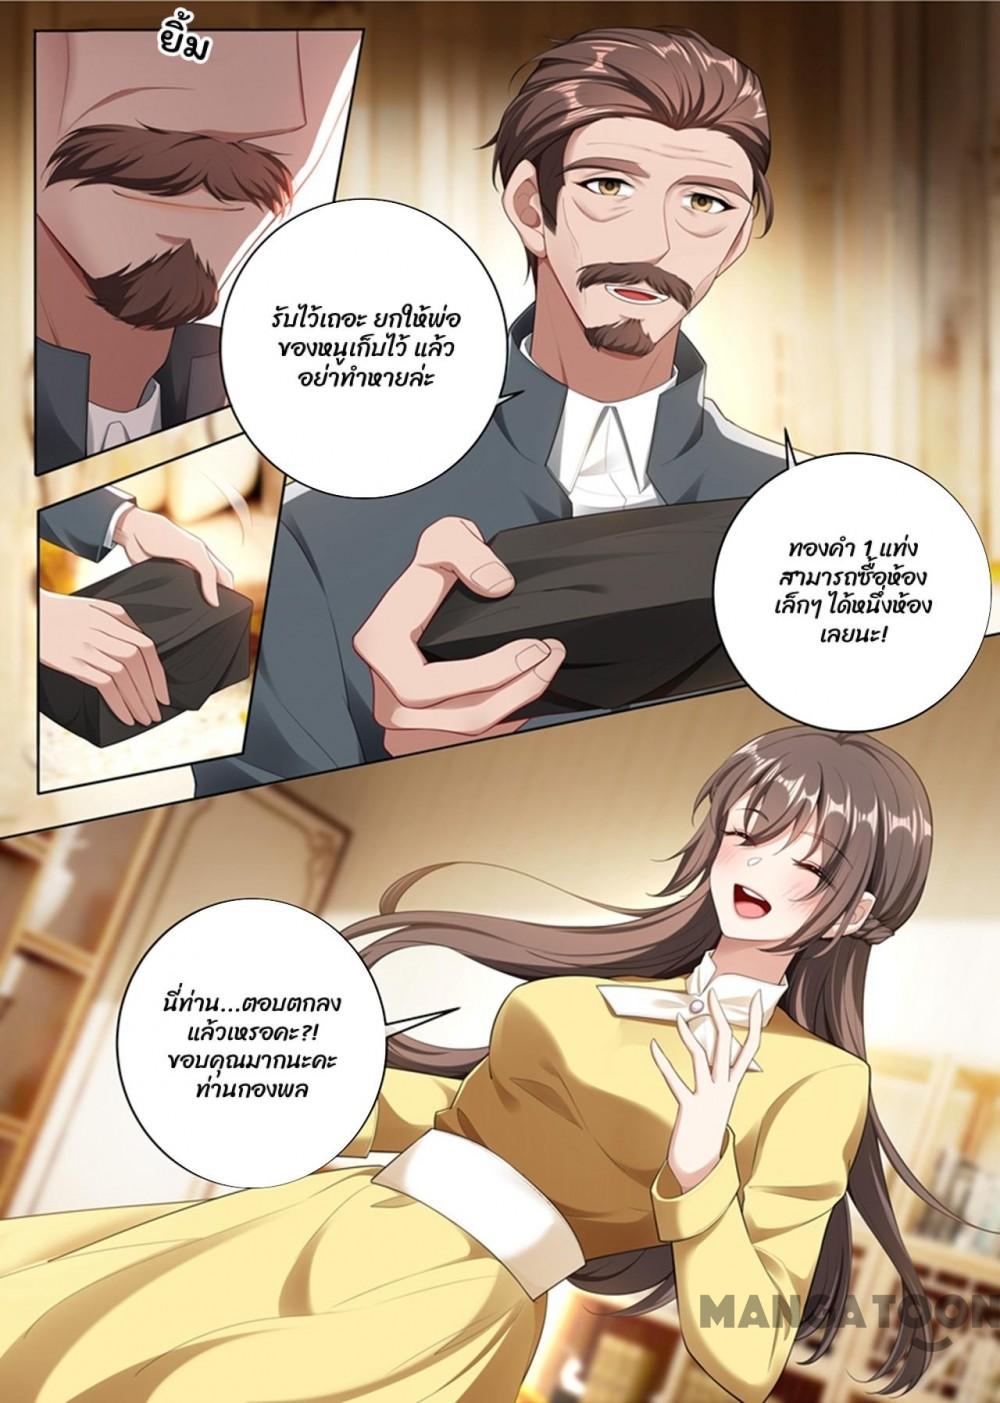 ยิ้ม
รับไว้เถอะ ยกให้พ่อ
ของหนูเก็บไว้ แล้ว
อย่าทำหายล่ะ
ทองคำ 1 แท่ง
สามารถซื้อห้อง
เล็กๆ ได้หนึ่งห้อง
เลยนะ!
นี่ท่าน...ตอบตกลง
แล้วเหรอคะ?!
ขอบคุณมากนะคะ
ท่านกองพล
MANGATOON